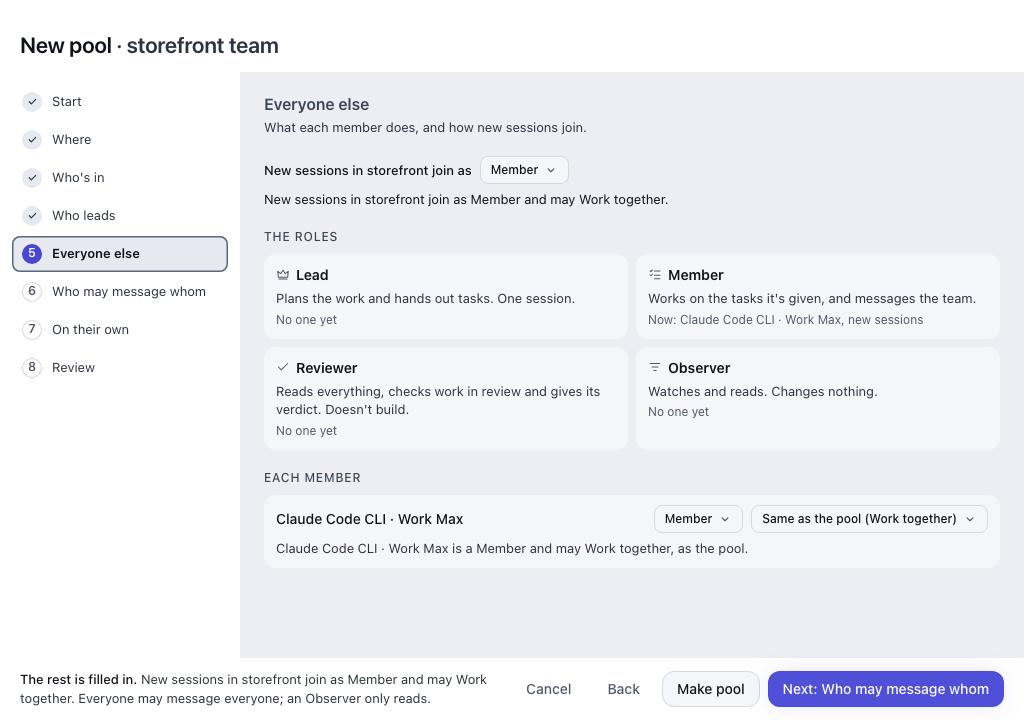 New pool · storefront team
Start
Where
Who's in
Who leads
5 Everyone else
6 Who may message whom
7 On their own
8 Review
Everyone else
What each member does, and how new sessions join.
New sessions in storefront join as Member
New sessions in storefront join as Member and may Work together.
THE ROLES
Lead
Plans the work and hands out tasks. One session.
No one yet
Member
Works on the tasks it's given, and messages the team.
Now: Claude Code CLI · Work Max, new sessions
Reviewer
Reads everything, checks work in review and gives its
verdict. Doesn't build.
No one yet
Observer
Watches and reads. Changes nothing.
No one yet
EACH MEMBER
Claude Code CLI · Work Max Member Same as the pool (Work together)
Claude Code CLI · Work Max is a Member and may Work together, as the pool.
The rest is filled in. New sessions in storefront join as Member and may Work
together. Everyone may message everyone; an Observer only reads.
Cancel Back Make pool Next: Who may message whom